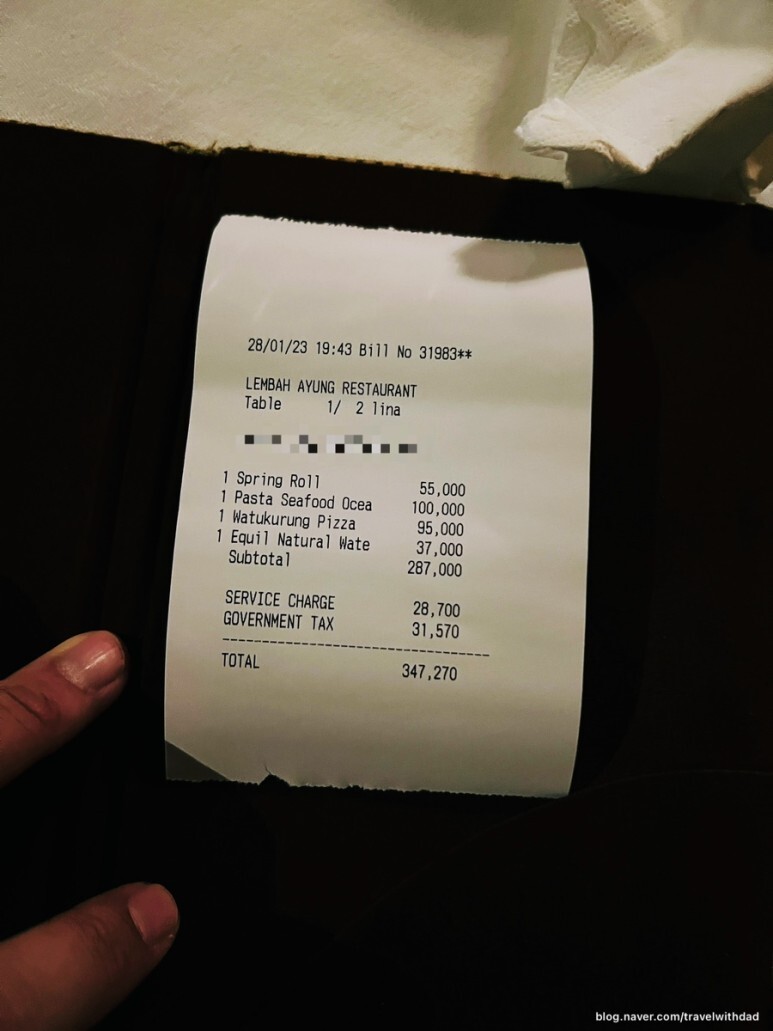 28/01/23 19:43 Bill No 31983**
LEMBAH AYUNG RESTAURANT
Table 1/ 2 lina
1 Spring Roll 55,000
1 Pasta Seafood Ocea 100,000
1 Watukurung Pizza 95,000
1 Equil Natural Wate 37,000
Subtotal 287,000
SERVICE CHARGE 28,700
GOVERNMENT TAX 31,570
TOTAL 347,270
blog.naver.com/travelwithdad